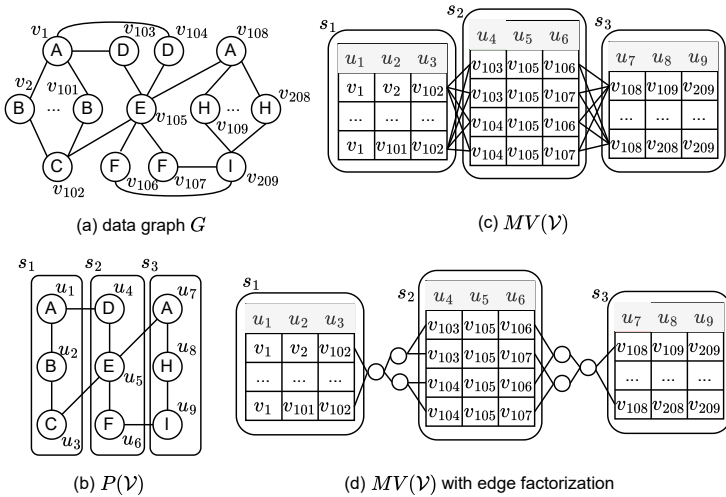 v₁ v₁₀₃ v₁₀₄ v₁₀₈
A D D A
v₂ v₁₀₁ v₂₀₈
B ... B E H ... H
v₁₀₅ v₁₀₉
C F F I
v₁₀₂ v₁₀₆ v₁₀₇ v₂₀₉
(a) data graph G
s₁ s₂ s₃
u₁ u₂ u₃
v₁ v₂ v₁₀₂
... ... ...
v₁ v₁₀₁ v₁₀₂
u₄ u₅ u₆
v₁₀₃ v₁₀₅ v₁₀₆
v₁₀₃ v₁₀₅ v₁₀₇
v₁₀₄ v₁₀₅ v₁₀₆
v₁₀₄ v₁₀₅ v₁₀₇
u₇ u₈ u₉
v₁₀₈ v₁₀₉ v₂₀₉
... ... ...
v₁₀₈ v₂₀₈ v₂₀₉
(c) MV(𝒱)
s₁ s₂ s₃
u₁ u₄ u₇
A D A
u₂ u₅ u₈
B E H
u₃ u₆ u₉
C F I
(b) P(𝒱)
s₁ s₂ s₃
u₁ u₂ u₃
v₁ v₂ v₁₀₂
... ... ...
v₁ v₁₀₁ v₁₀₂
u₄ u₅ u₆
v₁₀₃ v₁₀₅ v₁₀₆
v₁₀₃ v₁₀₅ v₁₀₇
v₁₀₄ v₁₀₅ v₁₀₆
v₁₀₄ v₁₀₅ v₁₀₇
u₇ u₈ u₉
v₁₀₈ v₁₀₉ v₂₀₉
... ... ...
v₁₀₈ v₂₀₈ v₂₀₉
(d) MV(𝒱) with edge factorization